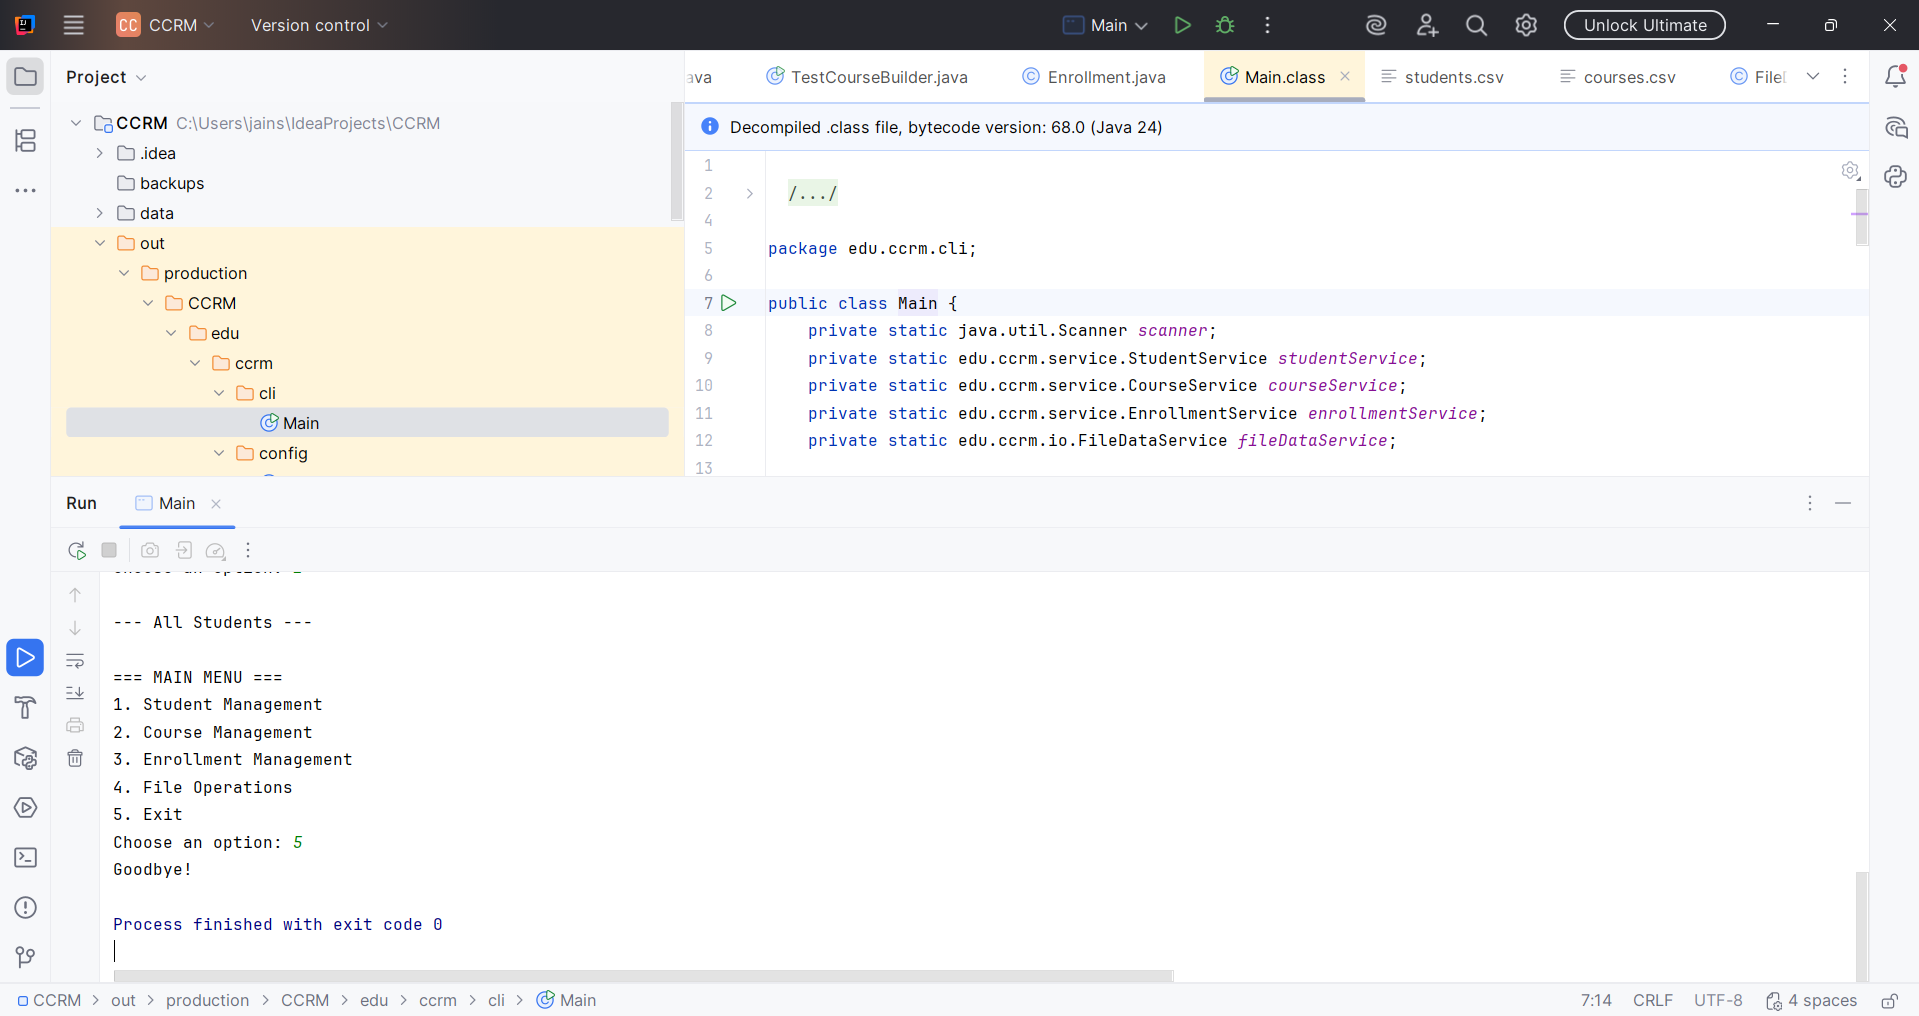 CC CCRM Version control Main Unlock Ultimate
Project
CCRM C:\Users\jains\IdeaProjects\CCRM
.idea
backups
data
out
production
CCRM
edu
ccrm
cli
Main
config
ava TestCourseBuilder.java Enrollment.java Main.class students.csv courses.csv File
Decompiled .class file, bytecode version: 68.0 (Java 24)
1
2 /.../
4
5 package edu.ccrm.cli;
6
7 public class Main {
8 private static java.util.Scanner scanner;
9 private static edu.ccrm.service.StudentService studentService;
10 private static edu.ccrm.service.CourseService courseService;
11 private static edu.ccrm.service.EnrollmentService enrollmentService;
12 private static edu.ccrm.io.FileDataService fileDataService;
13
Run Main
--- All Students ---
=== MAIN MENU ===
1. Student Management
2. Course Management
3. Enrollment Management
4. File Operations
5. Exit
Choose an option: 5
Goodbye!
Process finished with exit code 0
CCRM > out > production > CCRM > edu > ccrm > cli > Main 7:14 CRLF UTF-8 4 spaces